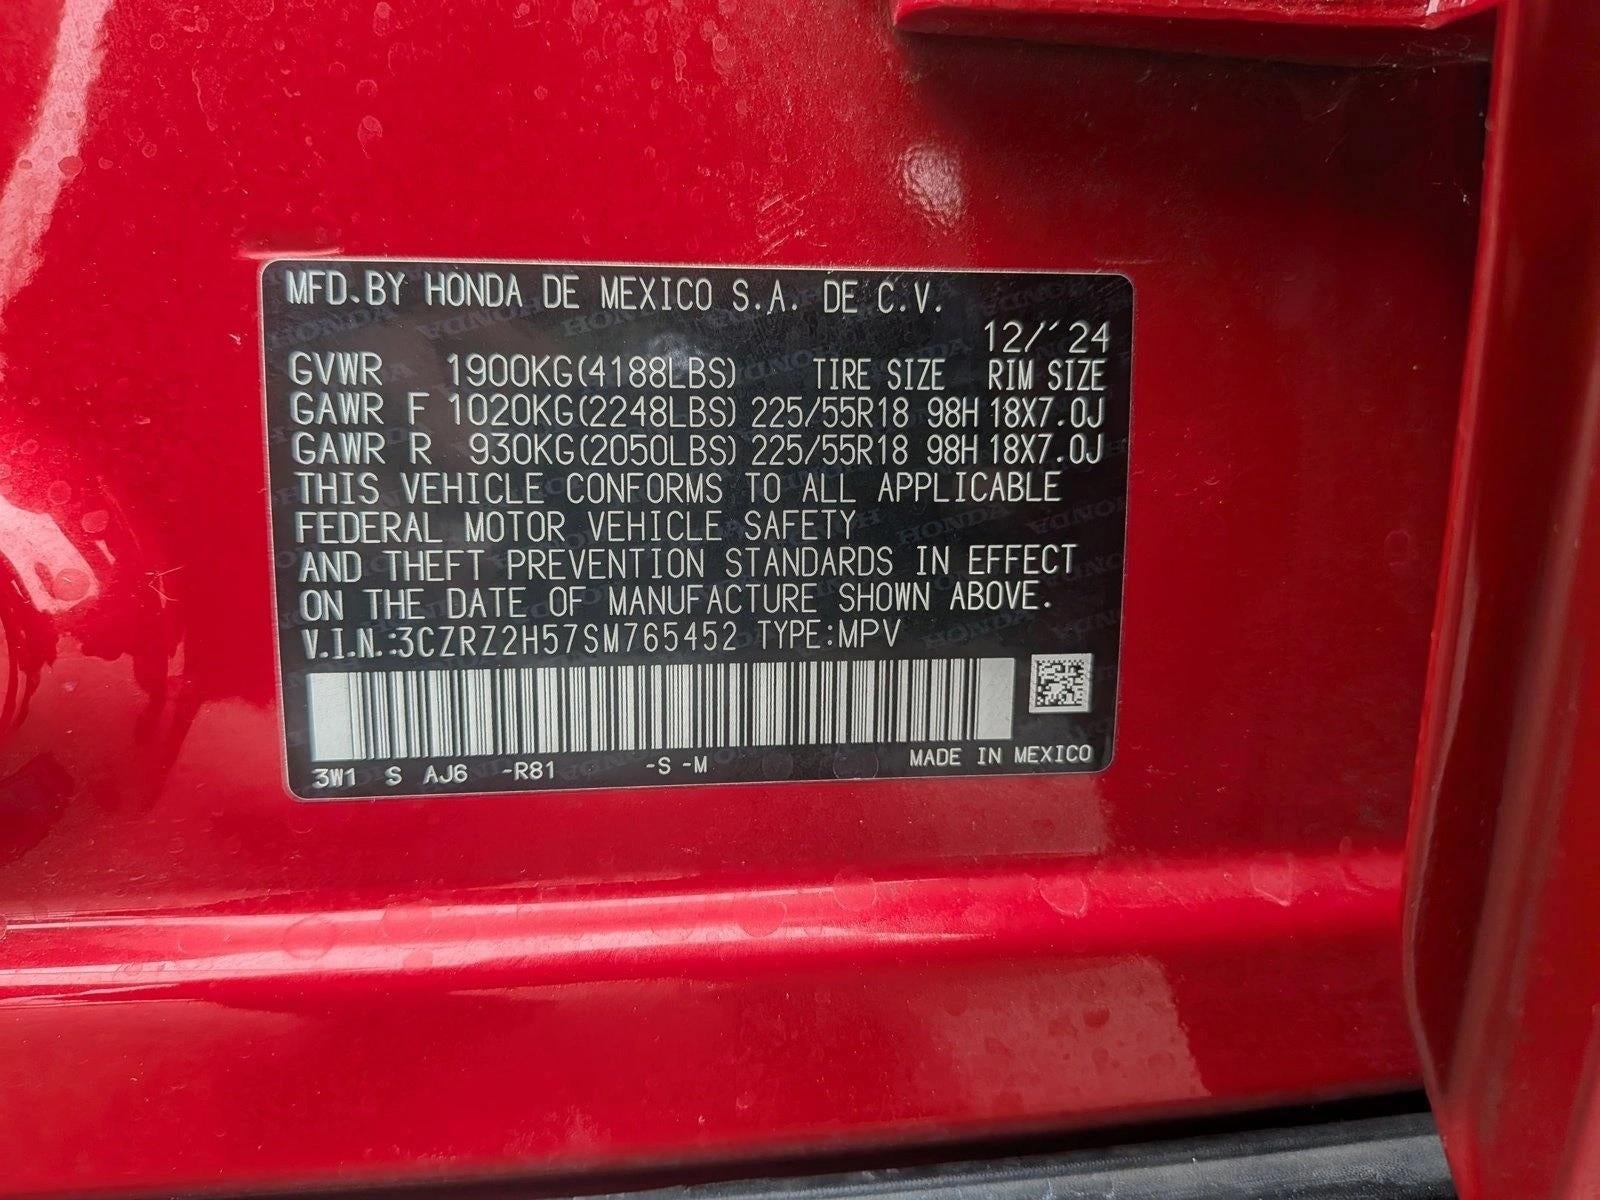 MFD.BY HONDA DE MEXICO S.A. DE C.V.
12/´24
GVWR 1900KG(4188LBS) TIRE SIZE RIM SIZE
GAWR F 1020KG(2248LBS) 225/55R18 98H 18X7.0J
GAWR R 930KG(2050LBS) 225/55R18 98H 18X7.0J
THIS VEHICLE CONFORMS TO ALL APPLICABLE
FEDERAL MOTOR VEHICLE SAFETY
AND THEFT PREVENTION STANDARDS IN EFFECT
ON THE DATE OF MANUFACTURE SHOWN ABOVE.
V.I.N.:3CZRZ2H57SM765452 TYPE:MPV
3W1 S AJ6 -R81 -S -M MADE IN MEXICO